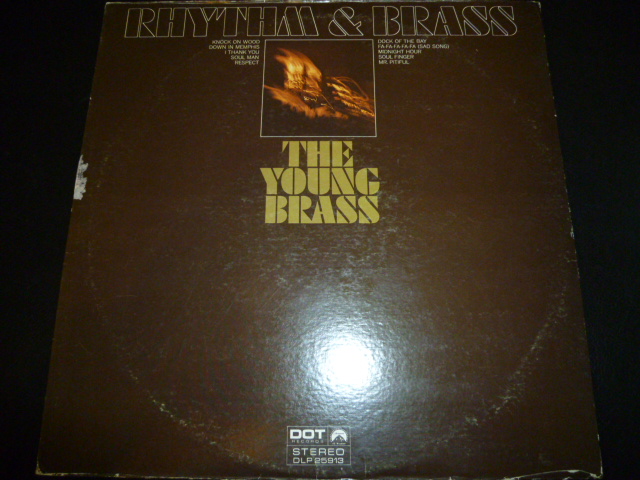 RHYTHM & BRASS
KNOCK ON WOOD
DOWN IN MEMPHIS
I THANK YOU
SOUL MAN
RESPECT
DOCK OF THE BAY
FA-FA-FA-FA-FA (SAD SONG)
MIDNIGHT HOUR
SOUL FINGER
MR. PITIFUL
THE
YOUNG
BRASS
DOT
RECORDS
STEREO
DLP 25913